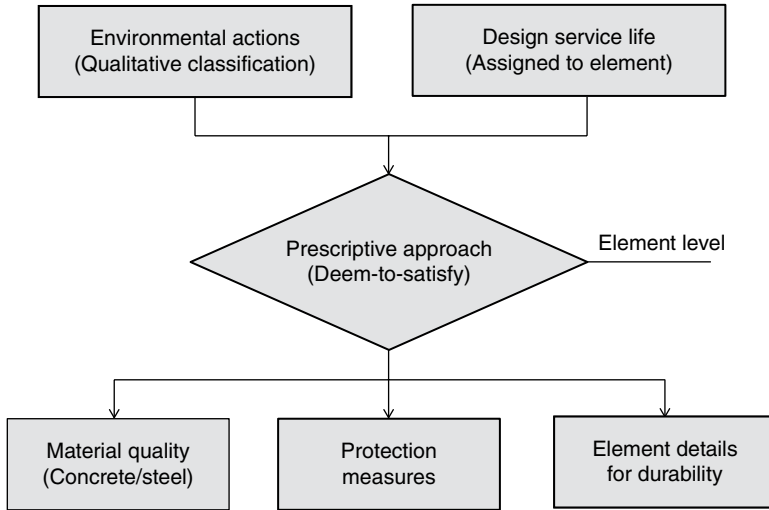 Environmental actions
(Qualitative classification)
Design service life
(Assigned to element)
Prescriptive approach
(Deem-to-satisfy)
Element level
Material quality
(Concrete/steel)
Protection
measures
Element details
for durability